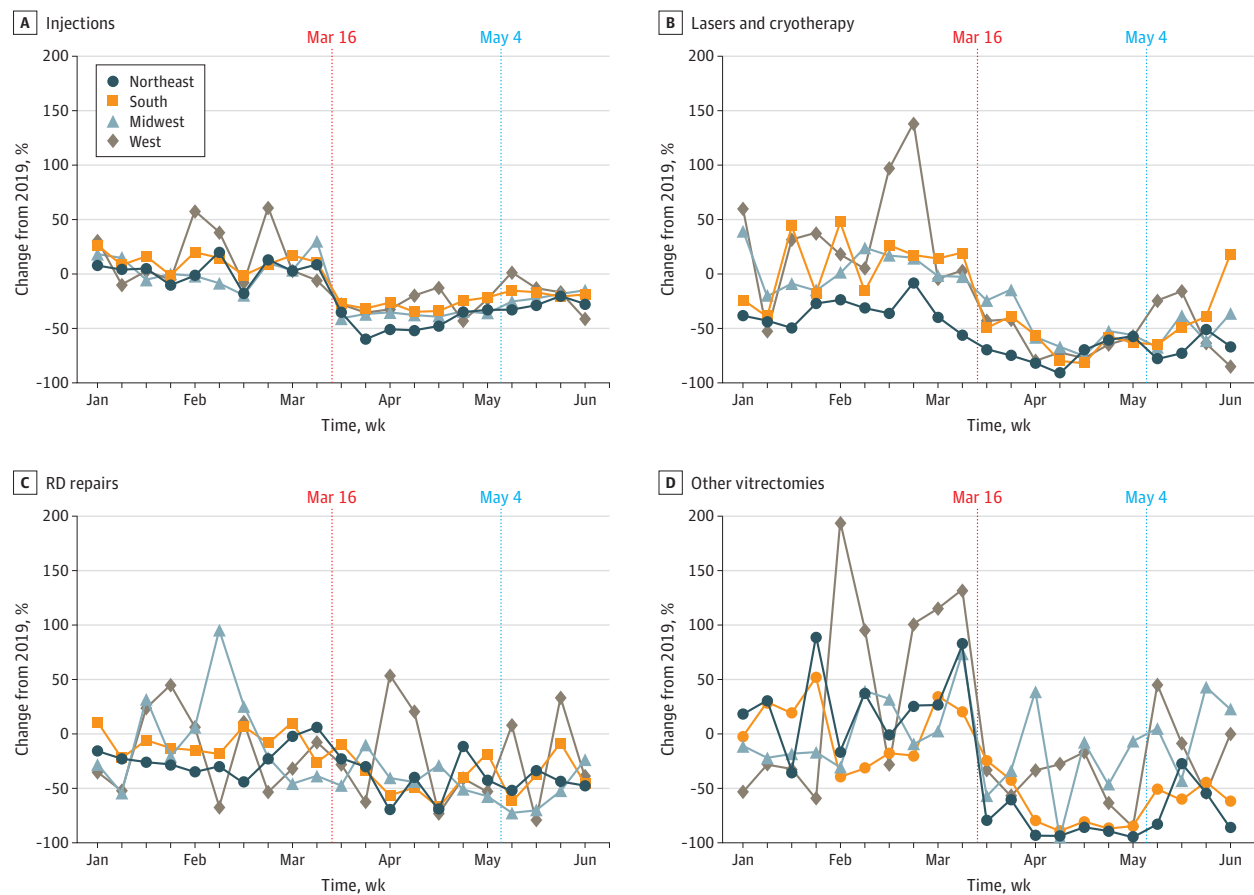 A Injections
Mar 16
May 4
200
150
100
50
0
-50
-100
Change from 2019, %
Northeast
South
Midwest
West
Jan
Feb
Mar
Apr
May
Jun
Time, wk
B Lasers and cryotherapy
Mar 16
May 4
200
150
100
50
0
-50
-100
Change from 2019, %
Jan
Feb
Mar
Apr
May
Jun
Time, wk
C RD repairs
Mar 16
May 4
200
150
100
50
0
-50
-100
Change from 2019, %
Jan
Feb
Mar
Apr
May
Jun
Time, wk
D Other vitrectomies
Mar 16
May 4
200
150
100
50
0
-50
-100
Change from 2019, %
Jan
Feb
Mar
Apr
May
Jun
Time, wk